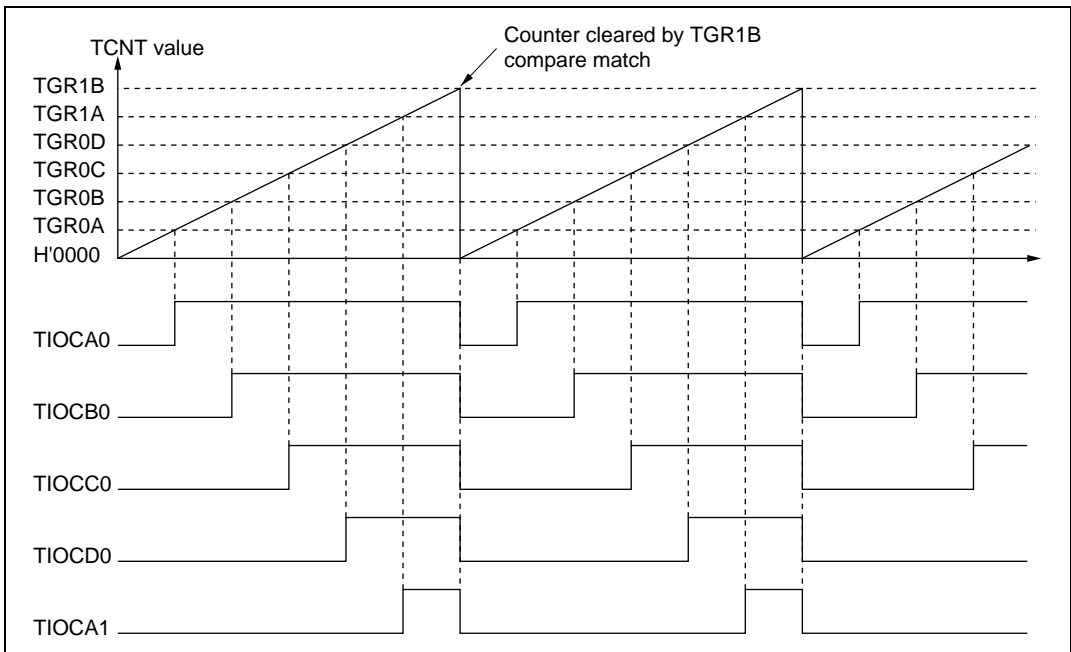 Counter cleared by TGR1B
compare match
TCNT value
TGR1B
TGR1A
TGR0D
TGR0C
TGR0B
TGR0A
H'0000
TIOCA0
TIOCB0
TIOCC0
TIOCD0
TIOCA1